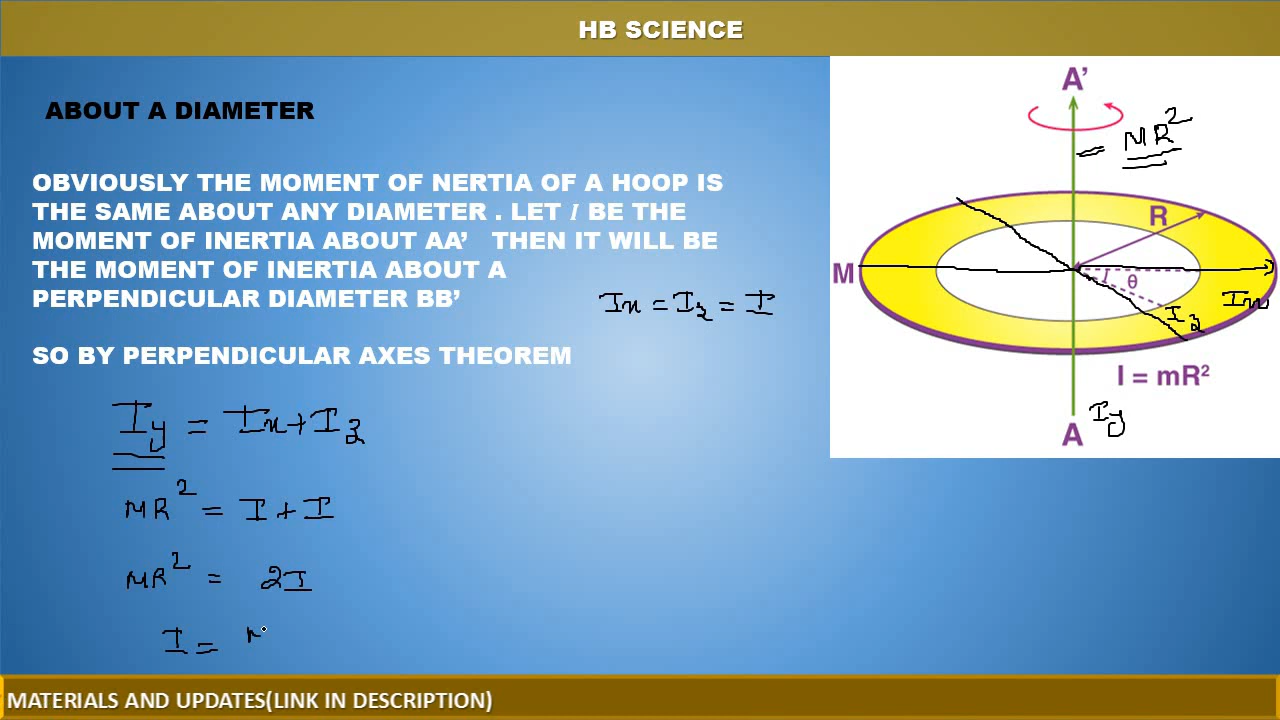 HB SCIENCE
ABOUT A DIAMETER
OBVIOUSLY THE MOMENT OF NERTIA OF A HOOP IS
THE SAME ABOUT ANY DIAMETER . LET I BE THE
MOMENT OF INERTIA ABOUT AA’ THEN IT WILL BE
THE MOMENT OF INERTIA ABOUT A
PERPENDICULAR DIAMETER BB’
Ix = Iz = I
SO BY PERPENDICULAR AXES THEOREM
Iy = Ix + Iz
MR² = I + I
MR² = 2I
I =
A’
= MR²
R
M
θ
Ix
Iz
I = mR²
Iy
A
MATERIALS AND UPDATES(LINK IN DESCRIPTION)